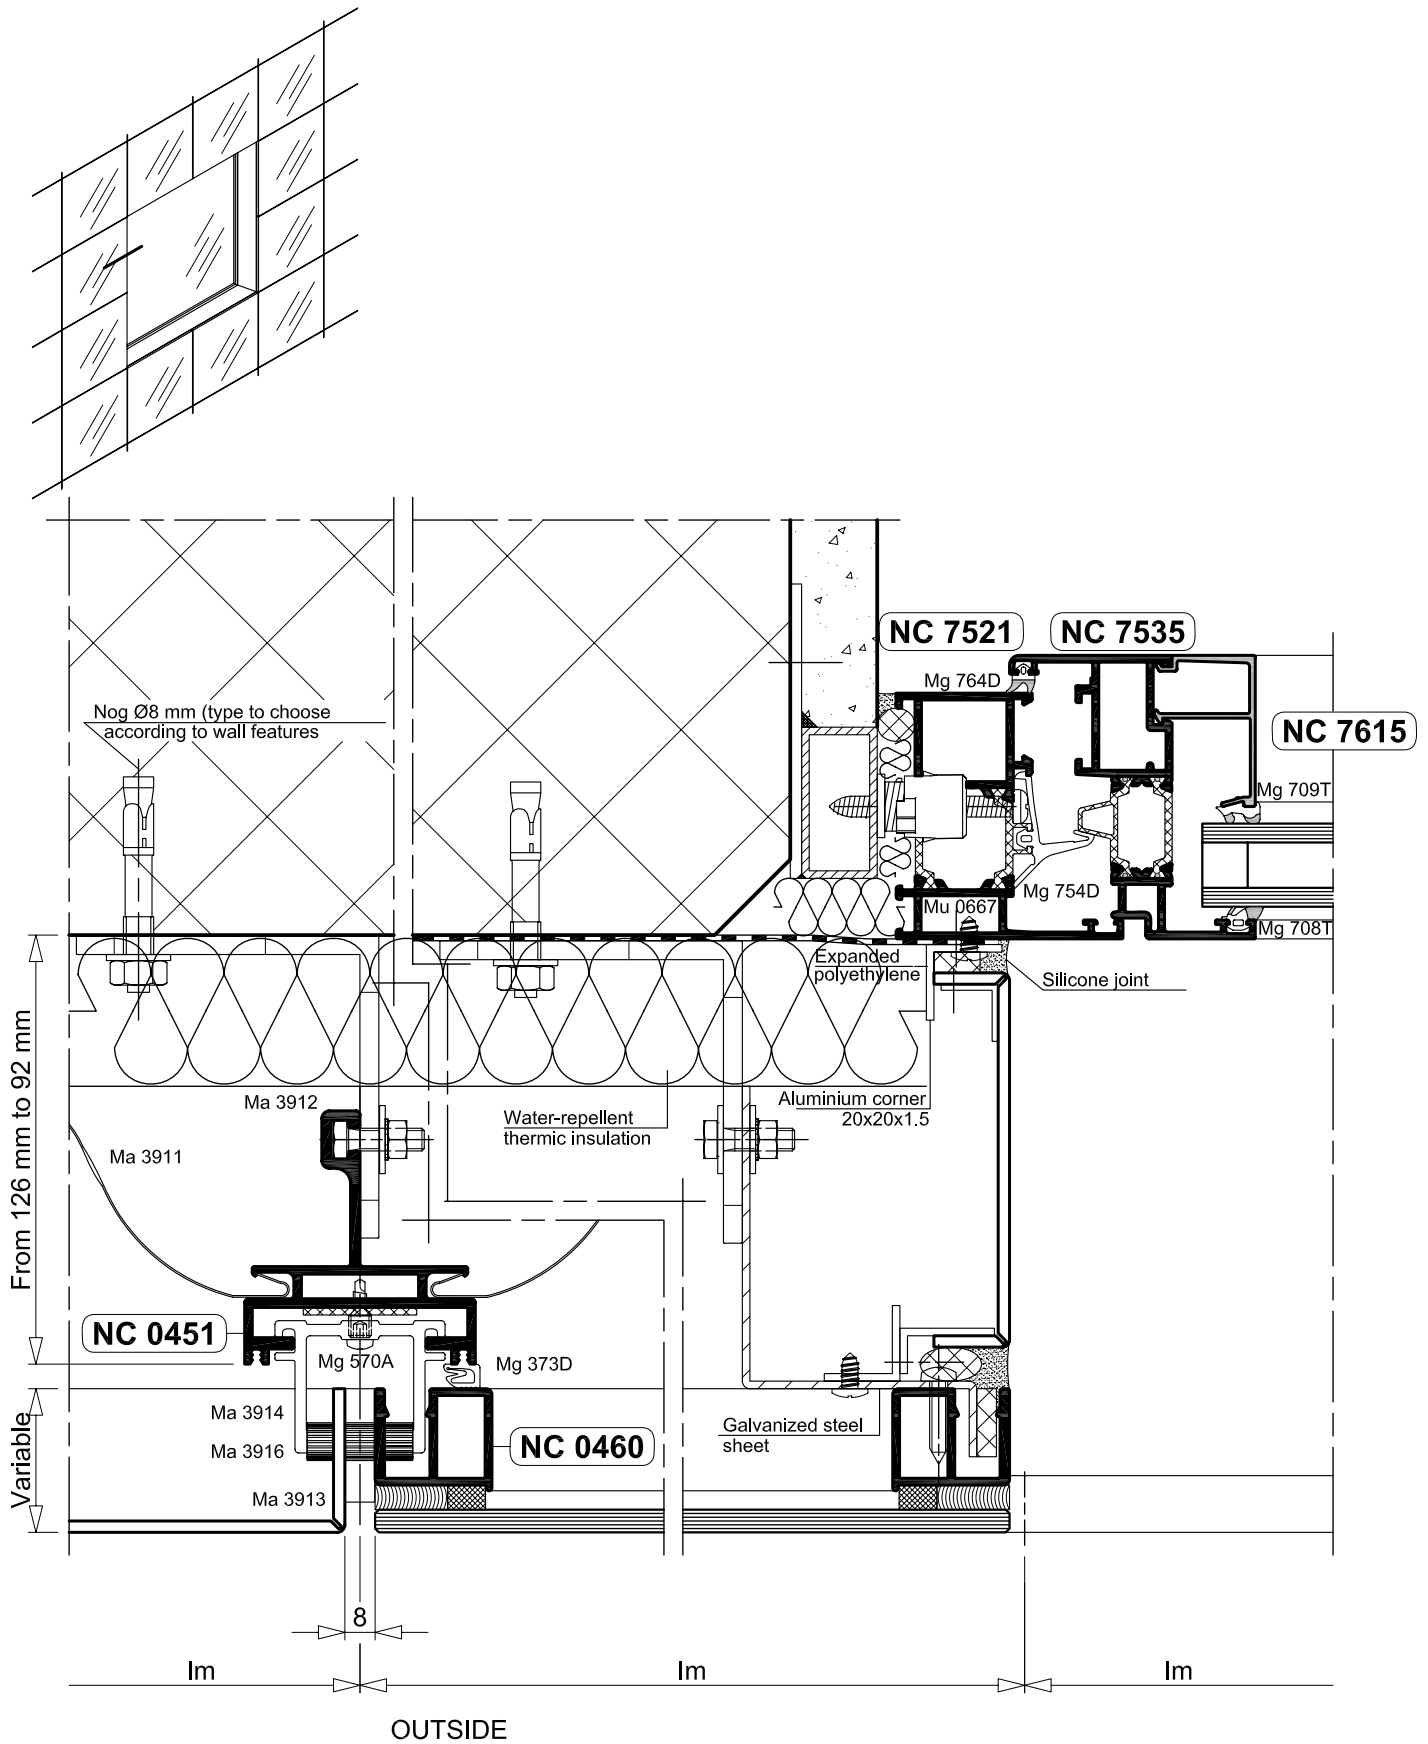 NC 7521
NC 7535
Mg 764D
Nog Ø8 mm (type to choose
according to wall features
NC 7615
Mg 709T
Mg 754D
Mu 0667
Mg 708T
Expanded
polyethylene
Silicone joint
From 126 mm to 92 mm
Ma 3912
Water-repellent
thermic insulation
Aluminium corner
20x20x1.5
Ma 3911
NC 0451
Mg 570A
Mg 373D
Variable
Ma 3914
Ma 3916
NC 0460
Galvanized steel
sheet
Ma 3913
8
lm
lm
lm
OUTSIDE